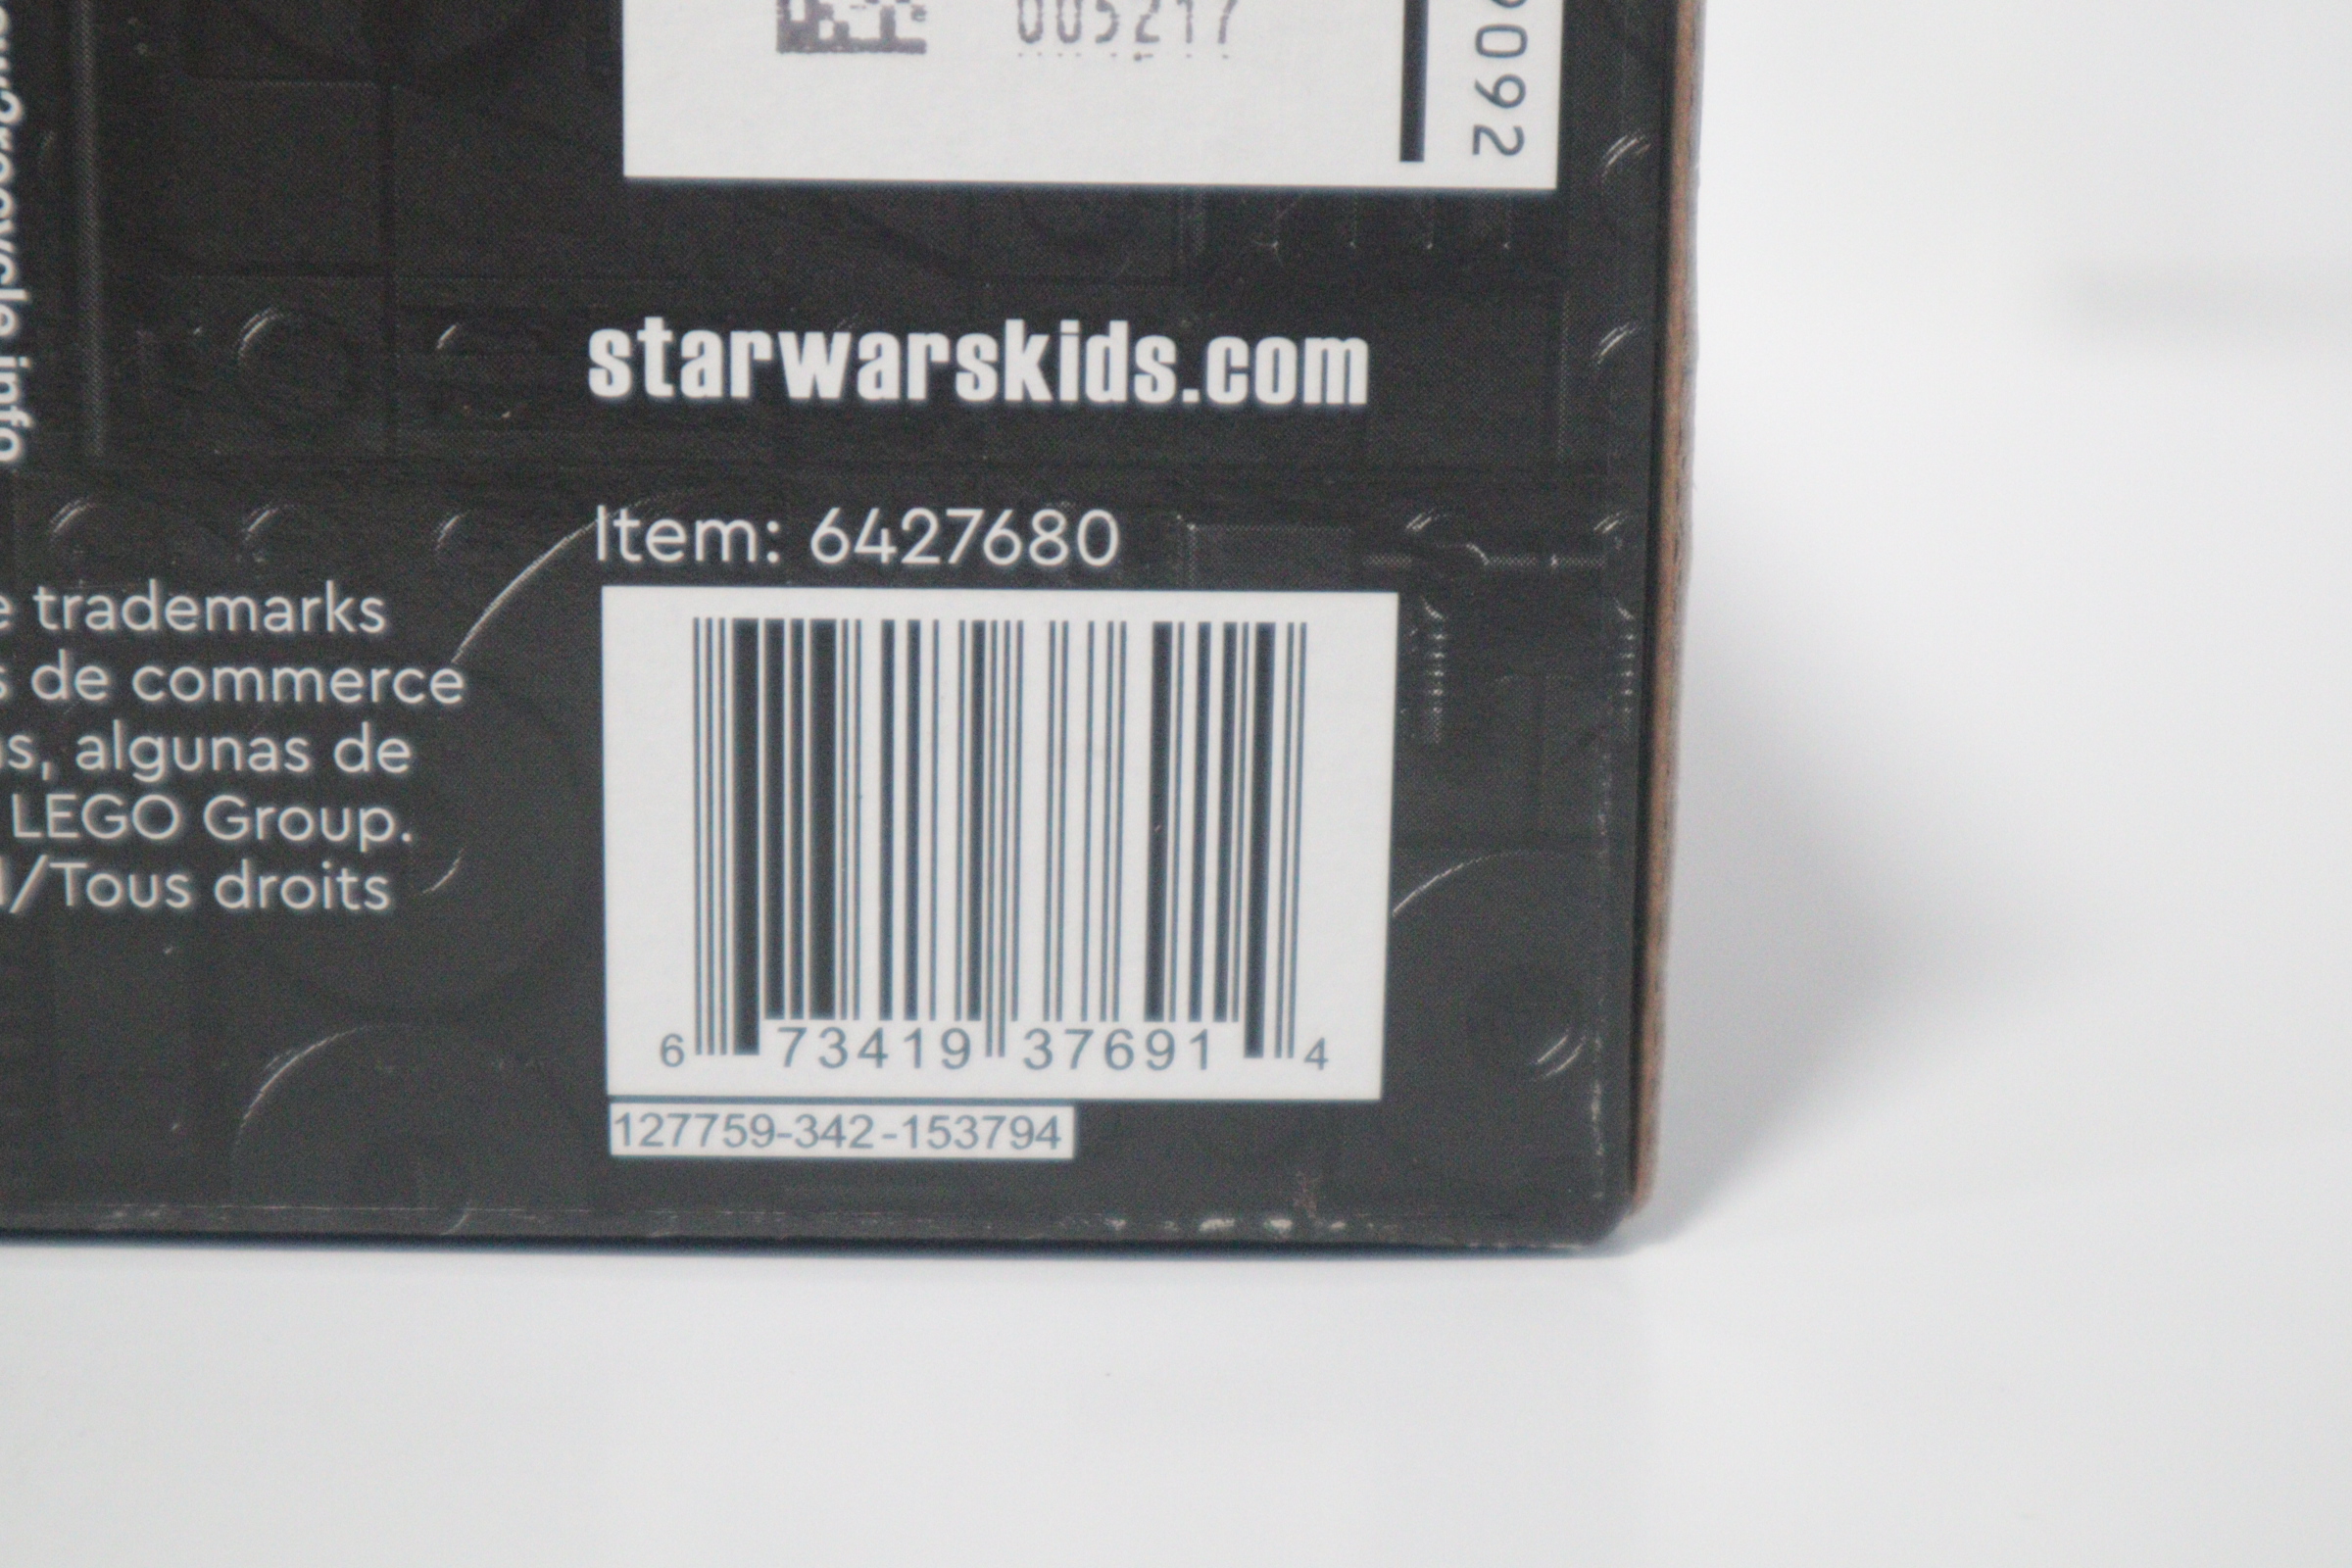 005217
0092
starwarskids.com
Item: 6427680
trademarks
de commerce
algunas de
LEGO Group.
/Tous droits
6 73419 37691 4
127759-342-153794